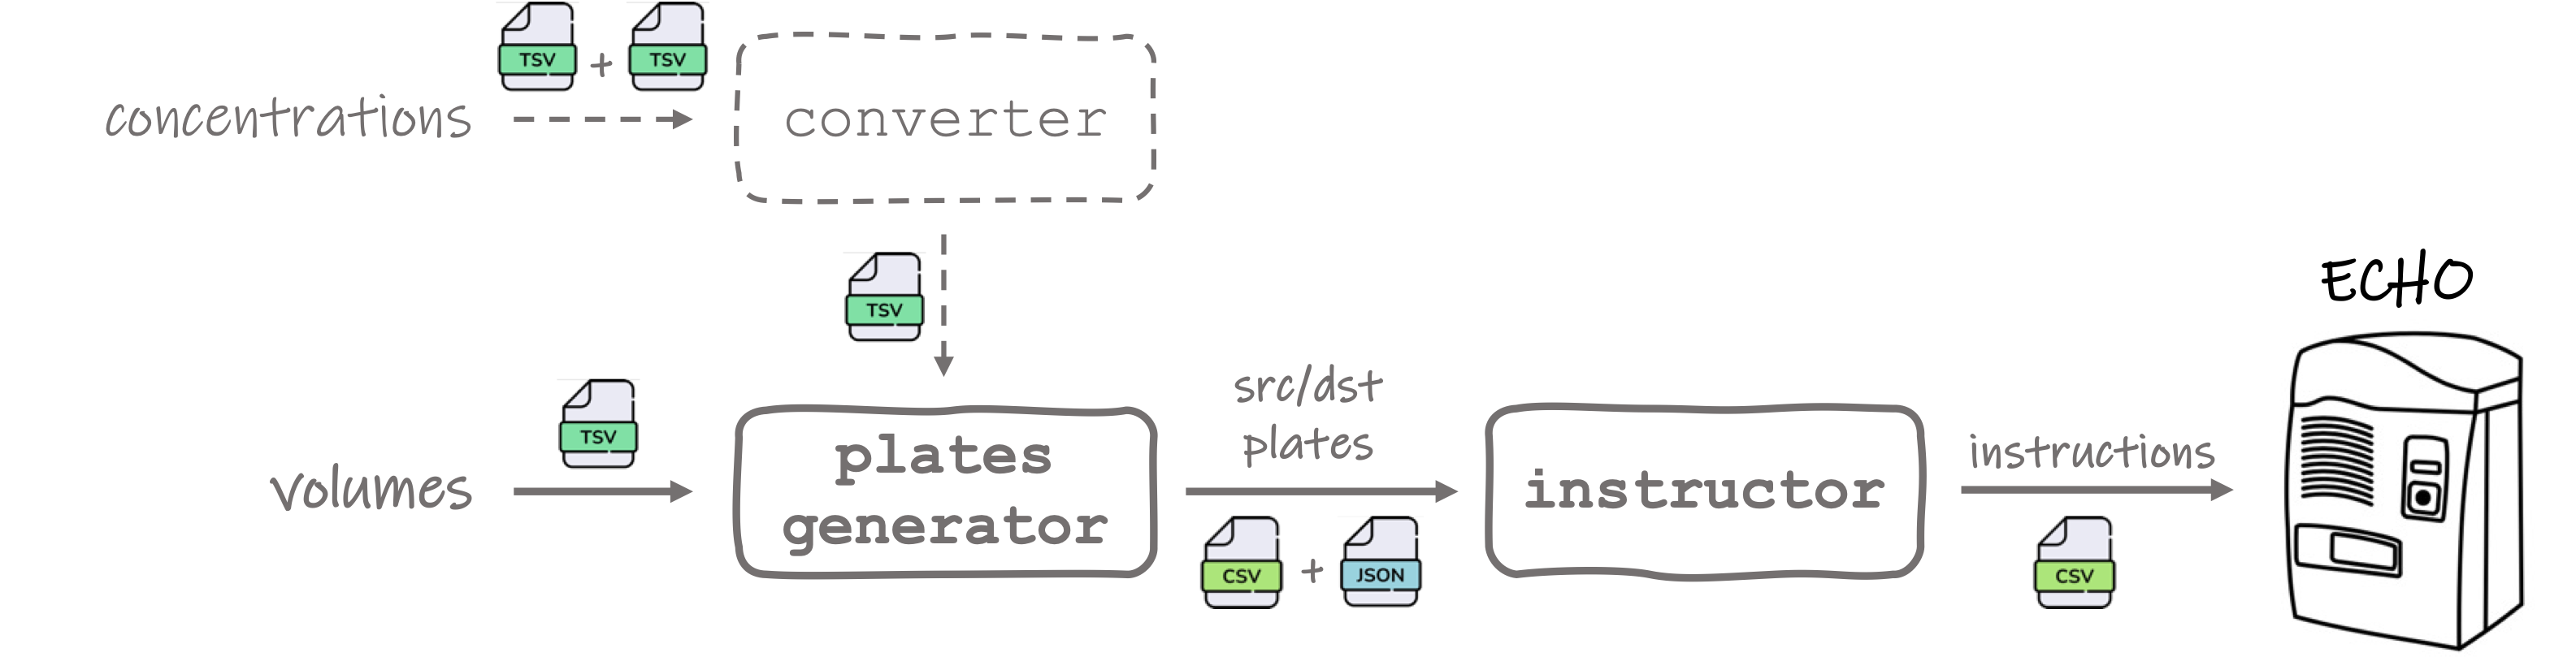 TSV + TSV
concentrations
converter
TSV
ECHO
volumes
TSV
plates
generator
src/dst
plates
CSV + JSON
instructor
instructions
CSV